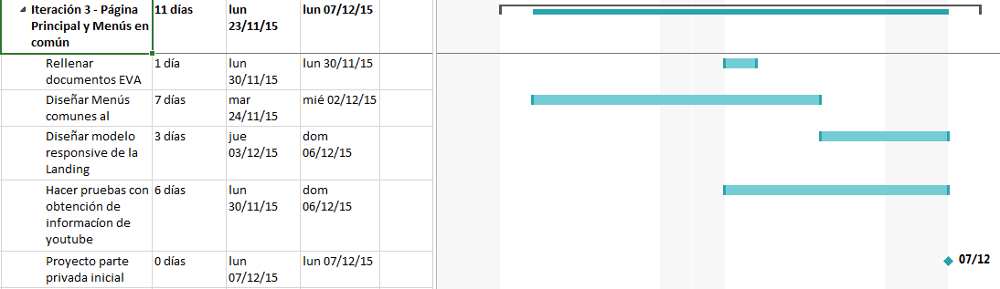 Iteración 3 - Página Principal y Menús en común 11 días lun 23/11/15 lun 07/12/15
Rellenar documentos EVA 1 día lun 30/11/15 lun 30/11/15
Diseñar Menús comunes al 7 días mar 24/11/15 mié 02/12/15
Diseñar modelo responsive de la Landing 3 días jue 03/12/15 dom 06/12/15
Hacer pruebas con obtención de informacíon de youtube 6 días lun 30/11/15 dom 06/12/15
Proyecto parte privada inicial 0 días lun 07/12/15 lun 07/12/15
07/12